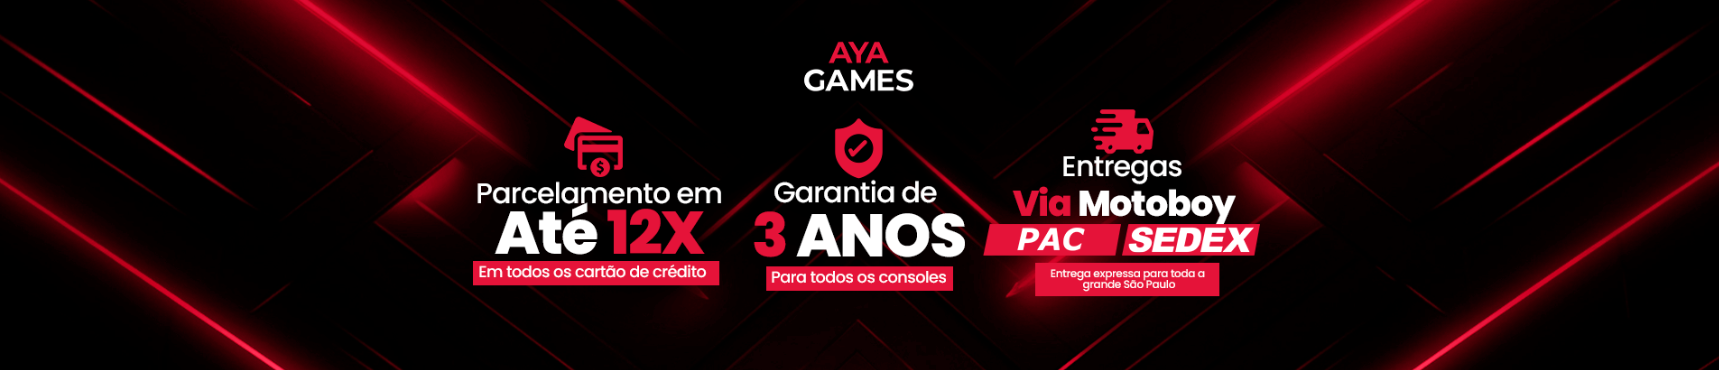 AYA
GAMES
Parcelamento em
Até 12X
Em todos os cartão de crédito
Garantia de
3 ANOS
Para todos os consoles
Entregas
Via Motoboy
PAC SEDEX
Entrega expressa para toda a
grande São Paulo